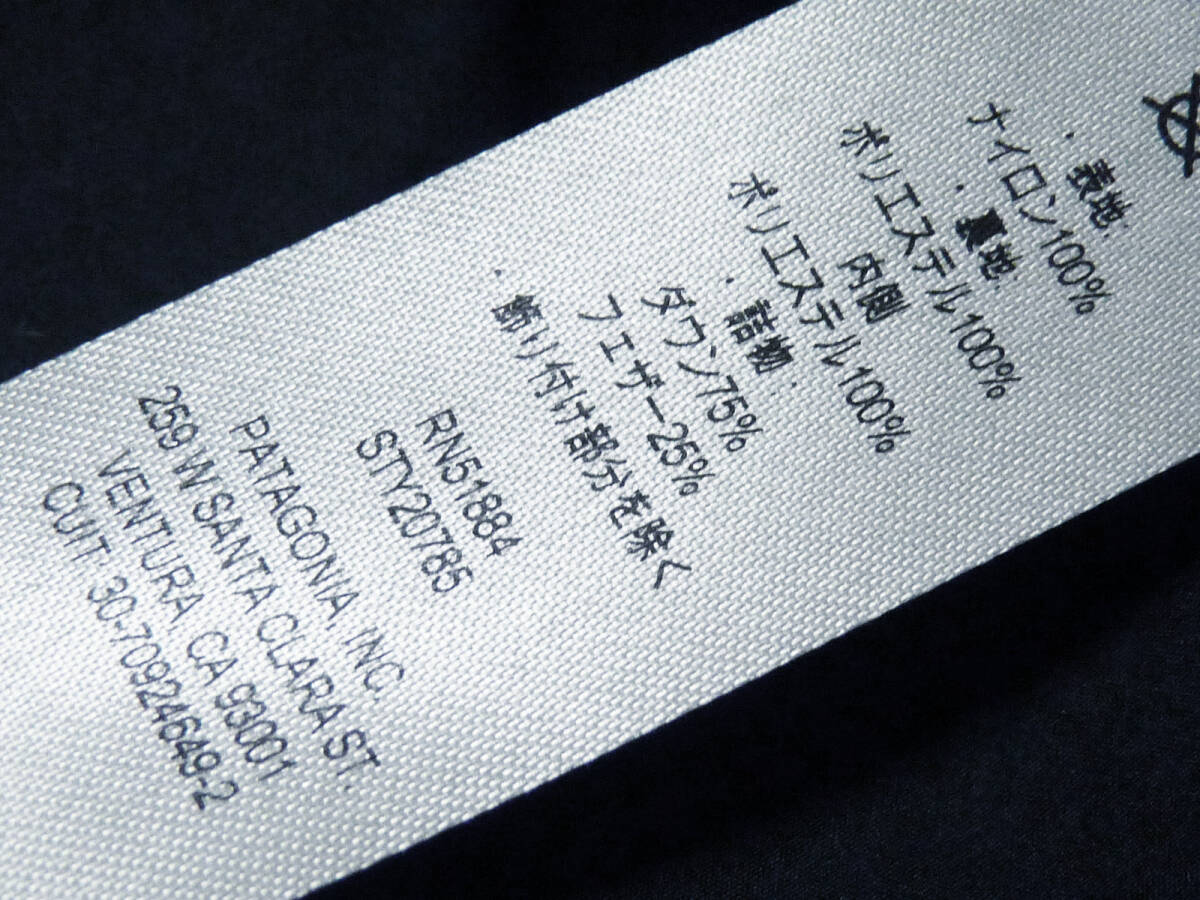 ・表地:
ナイロン100%
・裏地:
ポリエステル100%
内側
ポリエステル100%
・詰物:
ダウン75%
フェザー25%
・飾り付け部分を除く
RN51884
STY20785
PATAGONIA, INC.
259 W SANTA CLARA ST
VENTURA, CA 93001
CUIT 30-70924649-2